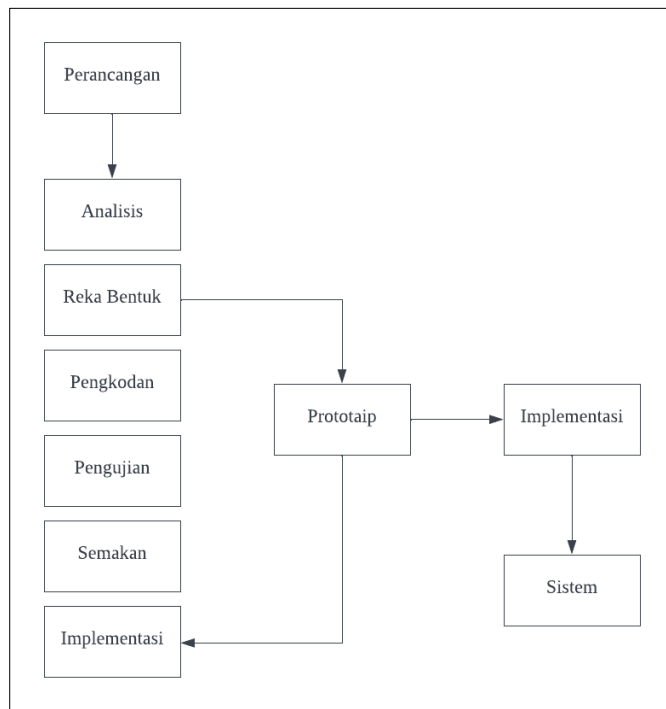 Perancangan
Analisis
Reka Bentuk
Pengkodan
Pengujian
Semakan
Implementasi
Prototaip
Implementasi
Sistem